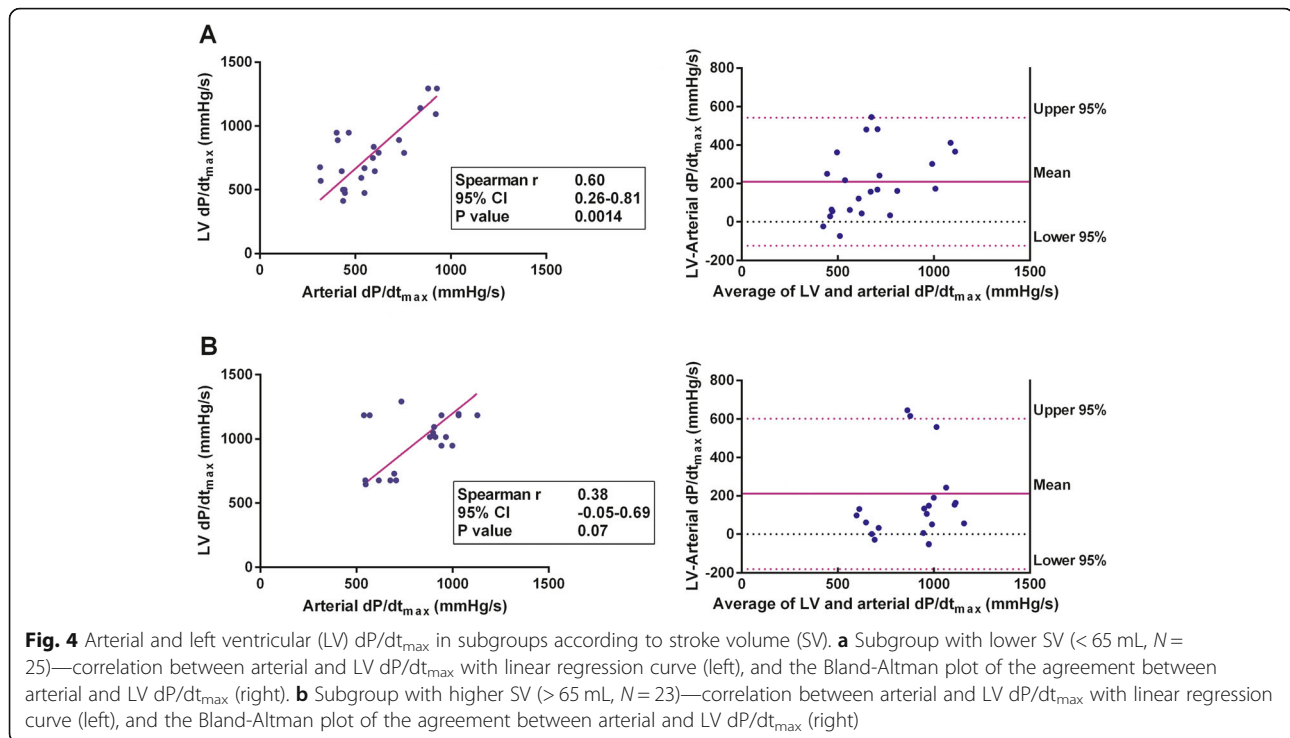 A
1500
1000
500
0
LV dP/dtmax (mmHg/s)
0 500 1000 1500
Arterial dP/dtmax (mmHg/s)
Spearman r 0.60
95% CI 0.26-0.81
P value 0.0014
800
600
400
200
0
-200
LV-Arterial dP/dtmax (mmHg/s)
0 500 1000 1500
Average of LV and arterial dP/dtmax (mmHg/s)
Upper 95%
Mean
Lower 95%
B
1500
1000
500
0
LV dP/dtmax (mmHg/s)
0 500 1000 1500
Arterial dP/dtmax (mmHg/s)
Spearman r 0.38
95% CI -0.05-0.69
P value 0.07
800
600
400
200
0
-200
LV-Arterial dP/dtmax (mmHg/s)
0 500 1000 1500
Average of LV and arterial dP/dtmax (mmHg/s)
Upper 95%
Mean
Lower 95%
Fig. 4 Arterial and left ventricular (LV) dP/dtmax in subgroups according to stroke volume (SV). a Subgroup with lower SV (< 65 mL, N =
25)—correlation between arterial and LV dP/dtmax with linear regression curve (left), and the Bland-Altman plot of the agreement between
arterial and LV dP/dtmax (right). b Subgroup with higher SV (> 65 mL, N = 23)—correlation between arterial and LV dP/dtmax with linear regression
curve (left), and the Bland-Altman plot of the agreement between arterial and LV dP/dtmax (right)